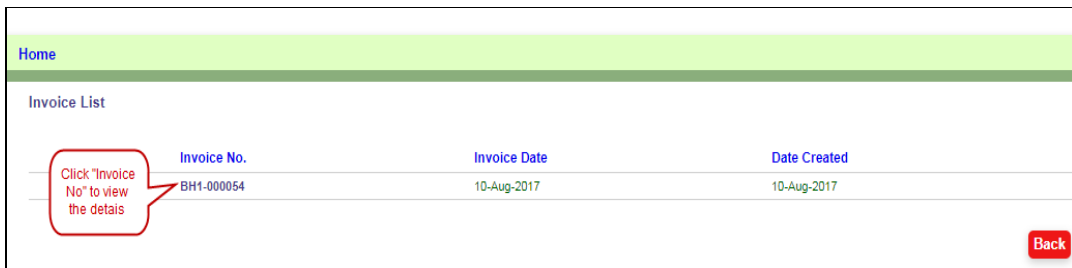 Home
Invoice List
Invoice No. Invoice Date Date Created
Click "Invoice
No" to view
the detais
BH1-000054 10-Aug-2017 10-Aug-2017
Back